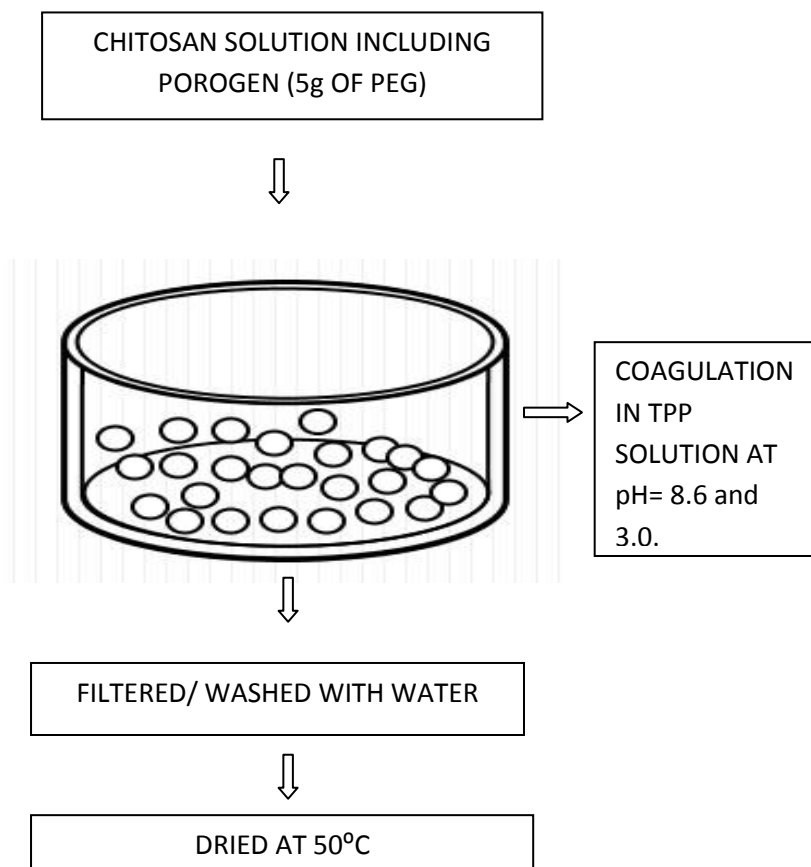 CHITOSAN SOLUTION INCLUDING
POROGEN (5g OF PEG)
COAGULATION
IN TPP
SOLUTION AT
pH= 8.6 and
3.0.
FILTERED/ WASHED WITH WATER
DRIED AT 50⁰C